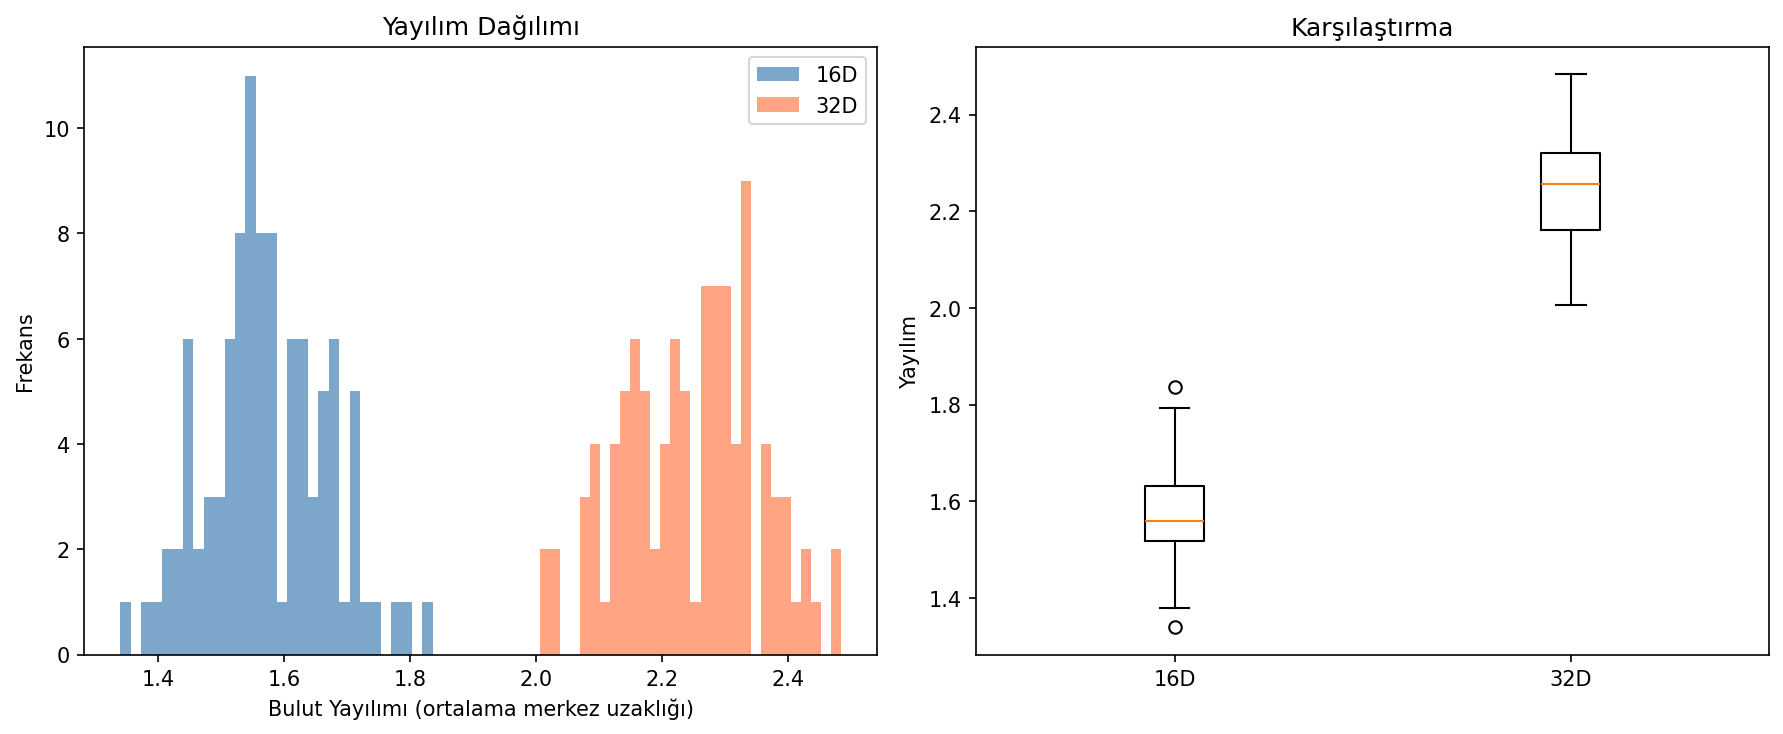 Yayılım Dağılımı
16D
32D
Frekans
10
8
6
4
2
0
1.4 1.6 1.8 2.0 2.2 2.4
Bulut Yayılımı (ortalama merkez uzaklığı)
Karşılaştırma
Yayılım
2.4
2.2
2.0
1.8
1.6
1.4
16D 32D